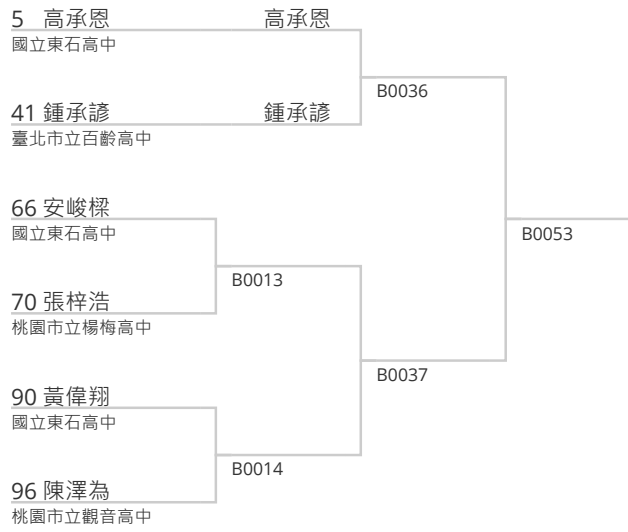 5 高承恩 高承恩
國立東石高中
B0036
41 鍾承諺 鍾承諺
臺北市立百齡高中
66 安峻樑
國立東石高中
B0053
B0013
70 張梓浩
桃園市立楊梅高中
B0037
90 黃偉翔
國立東石高中
B0014
96 陳澤為
桃園市立觀音高中